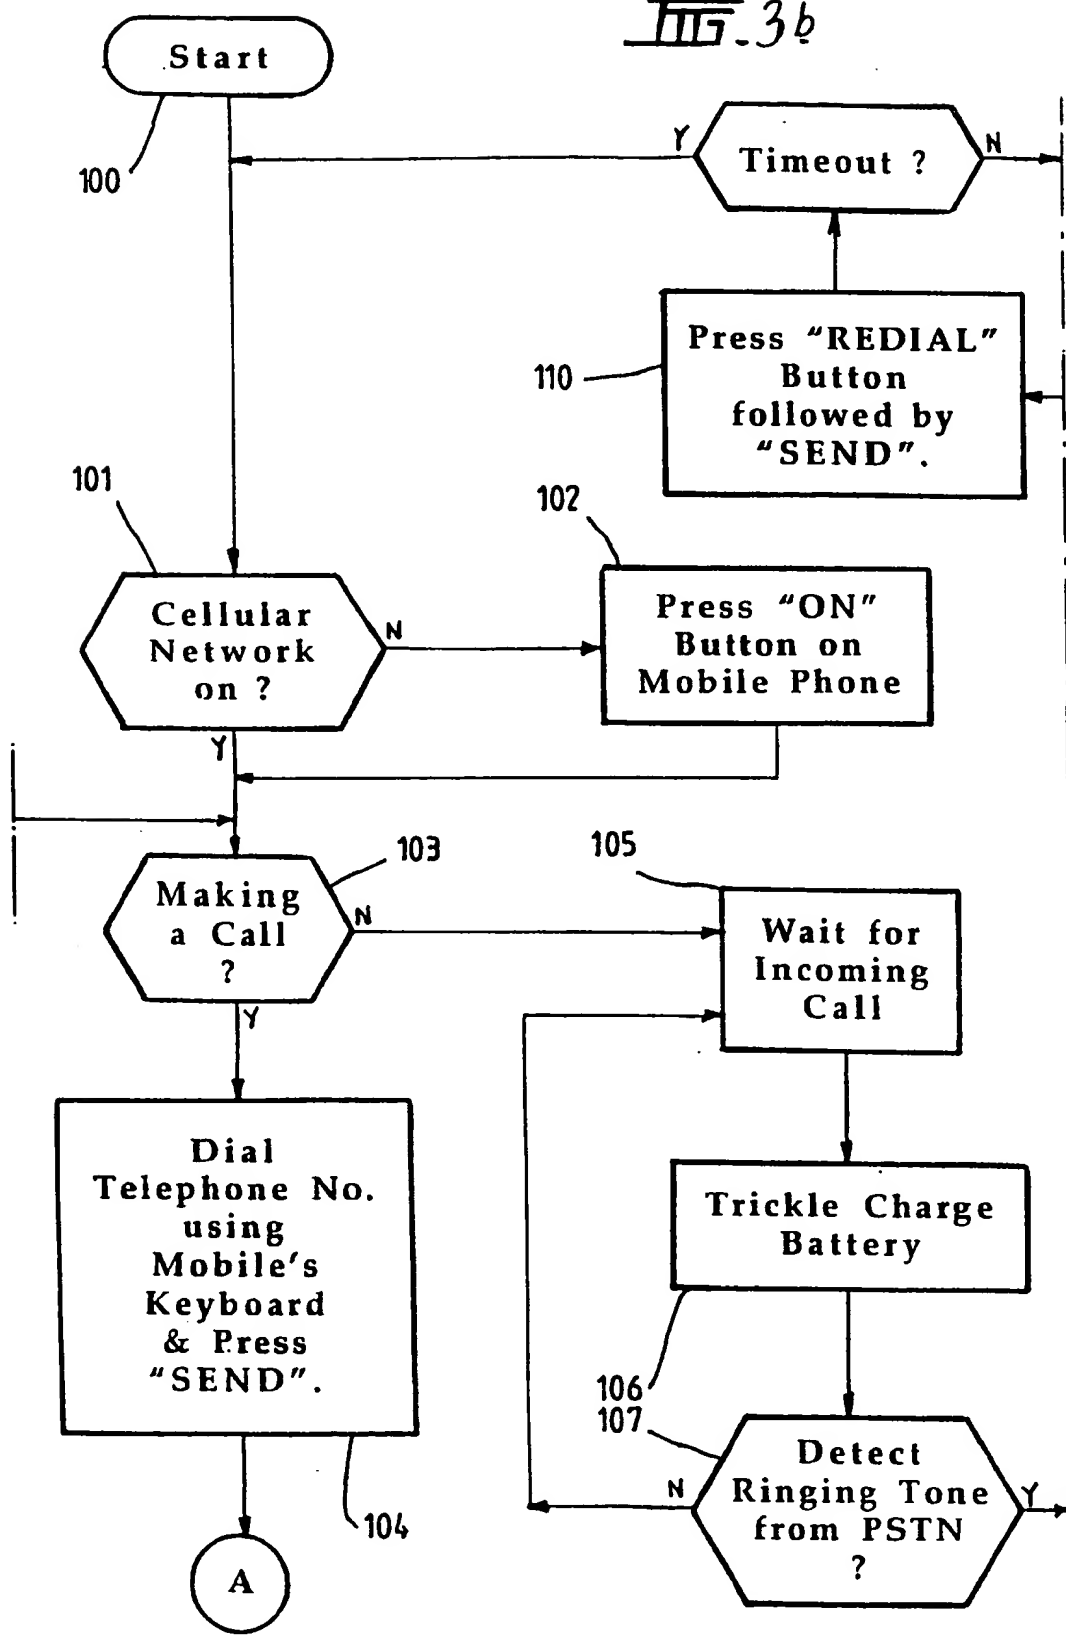 FIG. 3b
Start
100
Y
Timeout ?
N
Press “REDIAL”
Button
followed by
“SEND”.
110
101
Cellular
Network
on ?
N
Y
102
Press “ON”
Button on
Mobile Phone
103
Making
a Call
?
N
Y
105
Wait for
Incoming
Call
Dial
Telephone No.
using
Mobile's
Keyboard
& Press
“SEND”.
104
A
Trickle Charge
Battery
106
107
Detect
Ringing Tone
from PSTN
?
N
Y